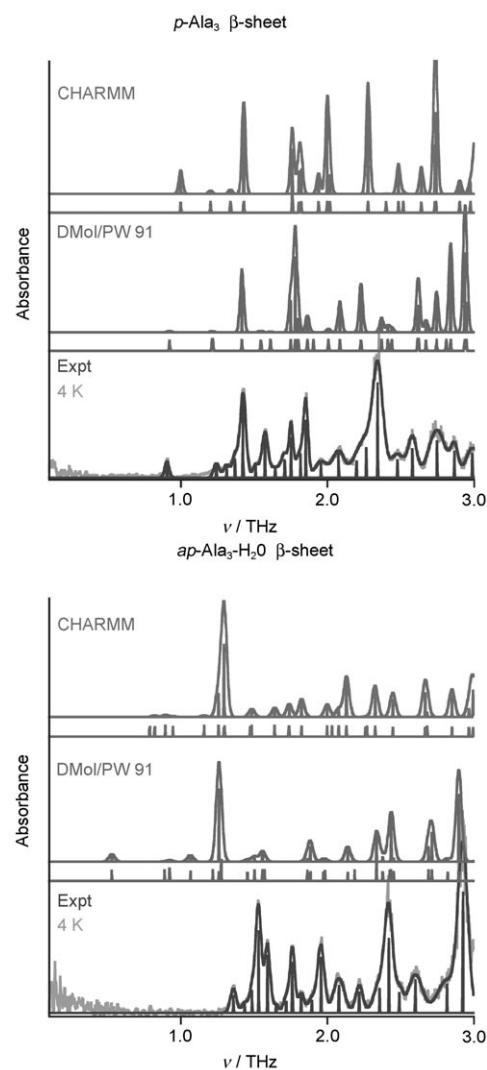 p-Ala₃ β-sheet
CHARMM
DMol/PW 91
Expt
4 K
Absorbance
1.0 2.0 3.0
ν / THz
ap-Ala₃-H₂0 β-sheet
CHARMM
DMol/PW 91
Expt
4 K
Absorbance
1.0 2.0 3.0
ν / THz